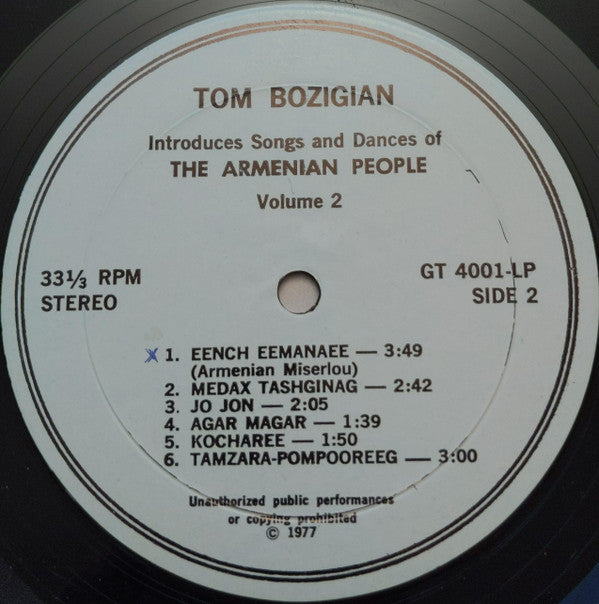 TOM BOZIGIAN
Introduces Songs and Dances of
THE ARMENIAN PEOPLE
Volume 2
33⅓ RPM
STEREO
GT 4001-LP
SIDE 2
X 1. EENCH EEMANAEE — 3:49
(Armenian Miserlou)
2. MEDAX TASHGINAG — 2:42
3. JO JON — 2:05
4. AGAR MAGAR — 1:39
5. KOCHAREE — 1:50
6. TAMZARA-POMPOOREEG — 3:00
Unauthorized public performances
or copying prohibited
© 1977